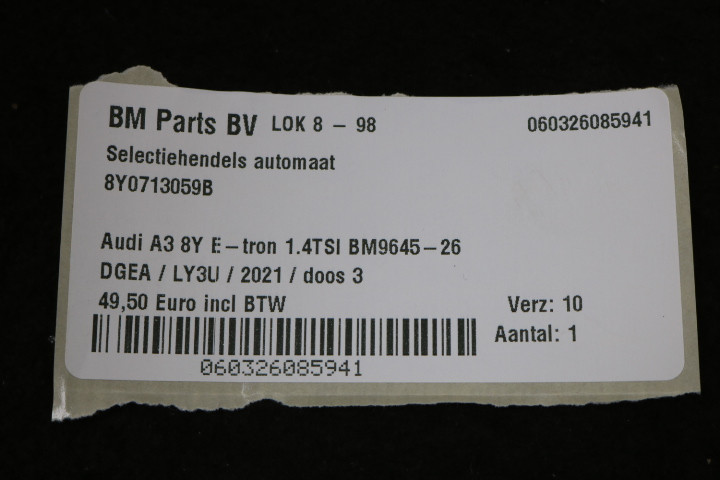 BM Parts BV LOK 8 - 98 060326085941
Selectiehendels automaat
8Y0713059B
Audi A3 8Y E-tron 1.4TSI BM9645-26
DGEA / LY3U / 2021 / doos 3
49,50 Euro incl BTW Verz: 10
Aantal: 1
060326085941